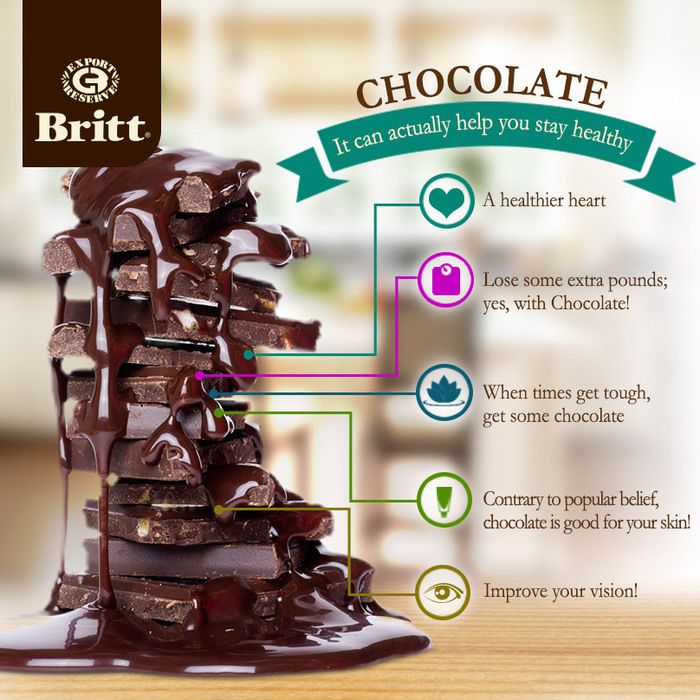 EXPORT
RESERVE
Britt®
CHOCOLATE
It can actually help you stay healthy
A healthier heart
Lose some extra pounds;
yes, with Chocolate!
When times get tough,
get some chocolate
Contrary to popular belief,
chocolate is good for your skin!
Improve your vision!